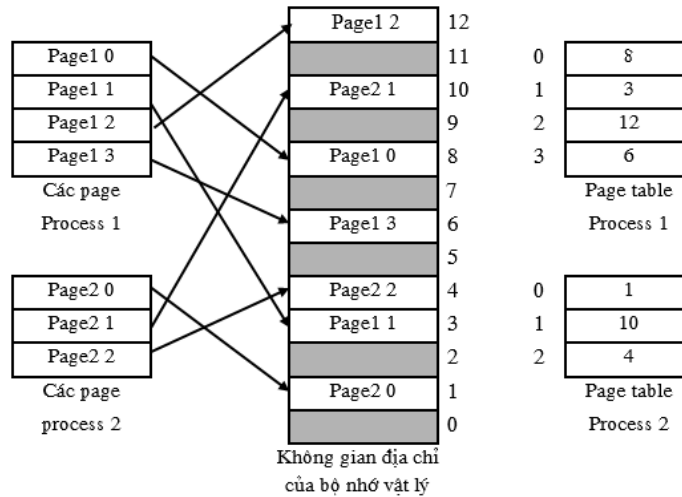 Page1 0
Page1 1
Page1 2
Page1 3
Các page
Process 1
Page2 0
Page2 1
Page2 2
Các page
process 2
Page1 2
12
11
Page2 1
10
9
Page1 0
8
7
Page1 3
6
5
Page2 2
4
Page1 1
3
2
Page2 0
1
0
Không gian địa chỉ
của bộ nhớ vật lý
0
8
1
3
2
12
3
6
Page table
Process 1
0
1
1
10
2
4
Page table
Process 2